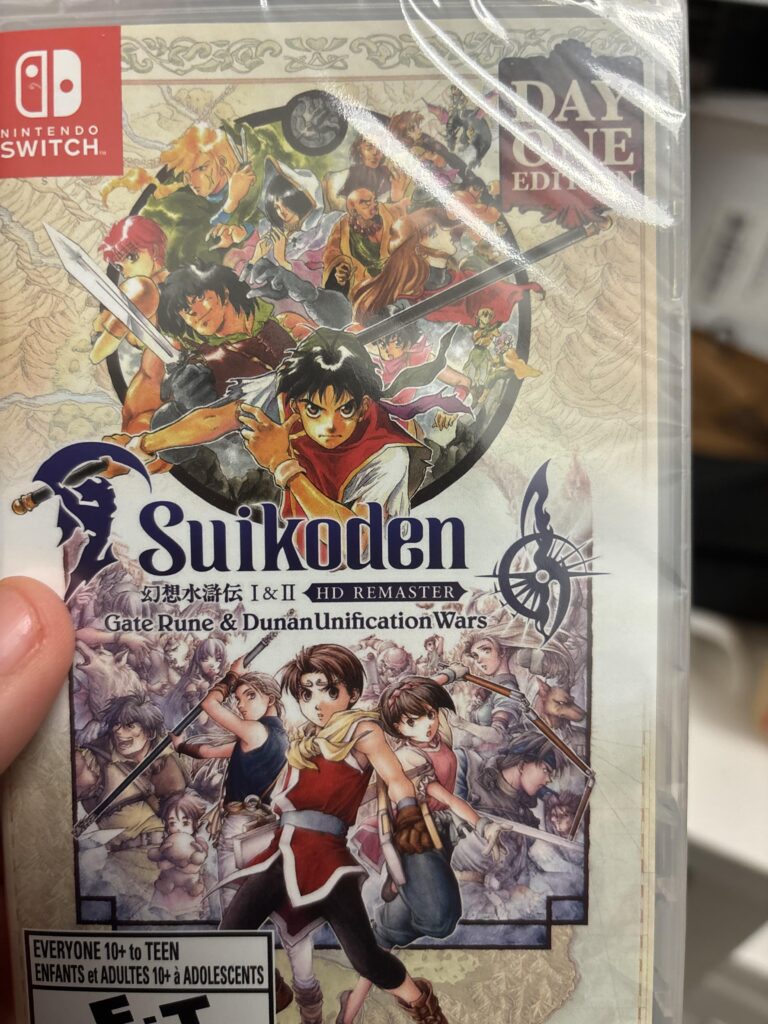 NINTENDO
SWITCH™
DAY
ONE
EDITION
Suikoden
幻想水滸伝 I & II HD REMASTER
Gate Rune & Dunan Unification Wars
EVERYONE 10+ to TEEN
ENFANTS et ADULTES 10+ à ADOLESCENTS
E-T